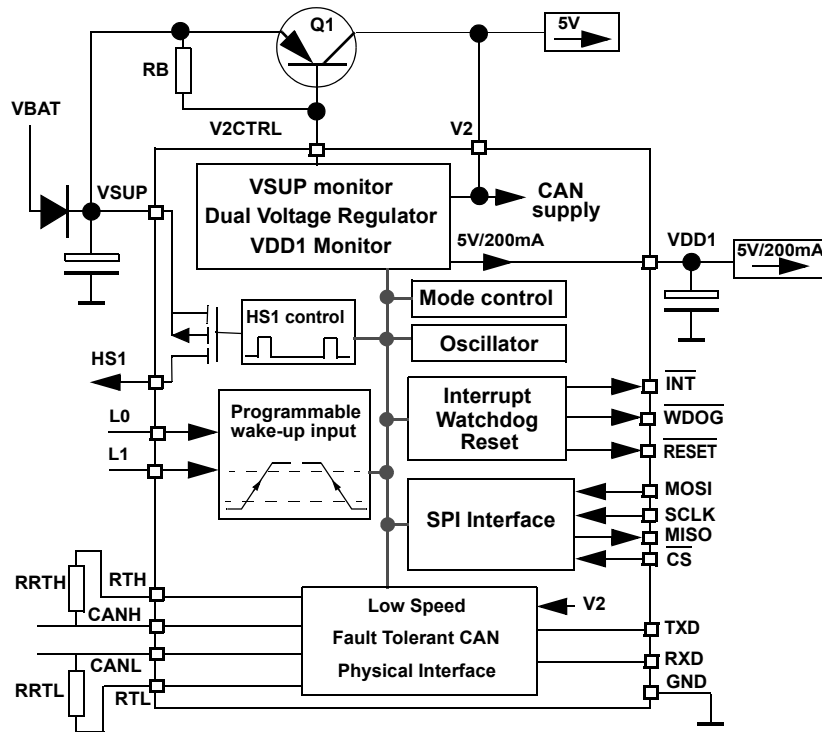 Q1
5V
RB
VBAT
V2CTRL
V2
VSUP
VSUP monitor
Dual Voltage Regulator
VDD1 Monitor
CAN
supply
5V/200mA
VDD1
5V/200mA
Mode control
HS1 control
Oscillator
HS1
Programmable
wake-up input
L0
L1
Interrupt
Watchdog
Reset
INT
WDOG
RESET
SPI Interface
MOSI
SCLK
MISO
CS
RRTH
RTH
CANH
CANL
RRTL
RTL
Low Speed
Fault Tolerant CAN
Physical Interface
V2
TXD
RXD
GND